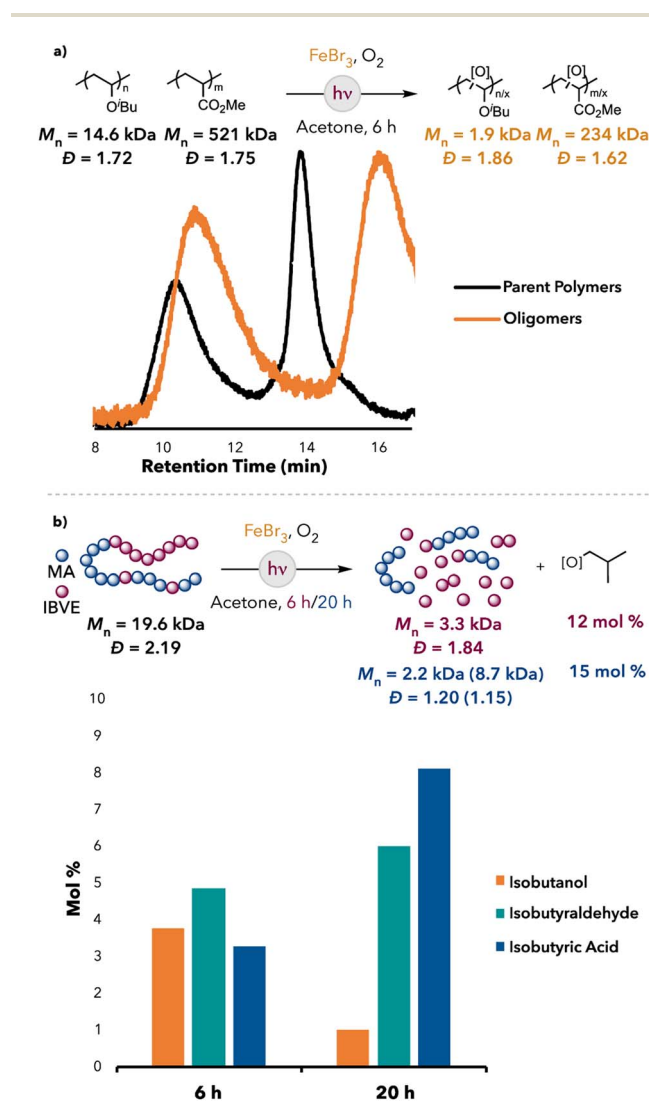 a)
FeBr₃, O₂
hν
Acetone, 6 h
n
OⁱBu
m
CO₂Me
[O]
n/x
OⁱBu
[O]
m/x
CO₂Me
Mₙ = 14.6 kDa Mₙ = 521 kDa
Đ = 1.72 Đ = 1.75
Mₙ = 1.9 kDa Mₙ = 234 kDa
Đ = 1.86 Đ = 1.62
Parent Polymers
Oligomers
8 10 12 14 16
Retention Time (min)
b)
FeBr₃, O₂
hν
Acetone, 6 h/20 h
MA
IBVE
+
[O]
Mₙ = 19.6 kDa
Đ = 2.19
Mₙ = 3.3 kDa
Đ = 1.84
12 mol %
Mₙ = 2.2 kDa (8.7 kDa)
Đ = 1.20 (1.15)
15 mol %
10
9
8
7
6
5
4
3
2
1
0
Mol %
Isobutanol
Isobutyraldehyde
Isobutyric Acid
6 h 20 h